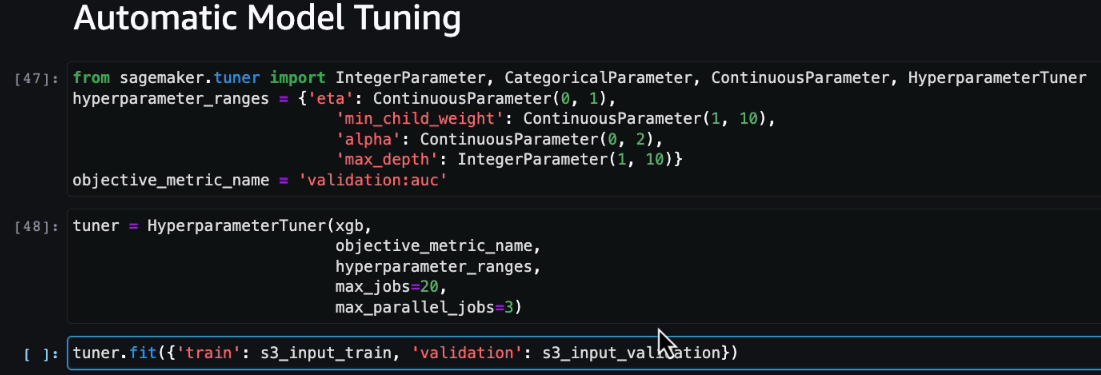 Automatic Model Tuning
[47]: from sagemaker.tuner import IntegerParameter, CategoricalParameter, ContinuousParameter, HyperparameterTuner
hyperparameter_ranges = {'eta': ContinuousParameter(0, 1),
'min_child_weight': ContinuousParameter(1, 10),
'alpha': ContinuousParameter(0, 2),
'max_depth': IntegerParameter(1, 10)}
objective_metric_name = 'validation:auc'
[48]: tuner = HyperparameterTuner(xgb,
objective_metric_name,
hyperparameter_ranges,
max_jobs=20,
max_parallel_jobs=3)
[ ]: tuner.fit({'train': s3_input_train, 'validation': s3_input_validation})